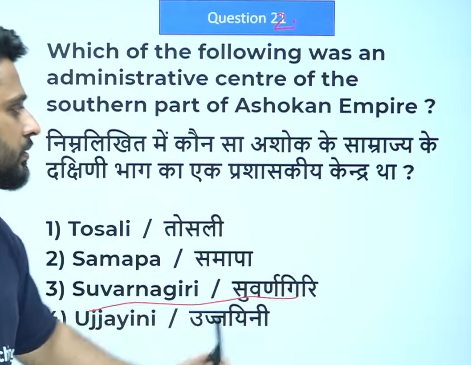 Question 22
Which of the following was an
administrative centre of the
southern part of Ashokan Empire ?
निम्नलिखित में कौन सा अशोक के साम्राज्य के
दक्षिणी भाग का एक प्रशासकीय केन्द्र था ?
1) Tosali / तोसली
2) Samapa / समापा
3) Suvarnagiri / सुवर्णगिरि
) Ujjayini / उज्जयिनी